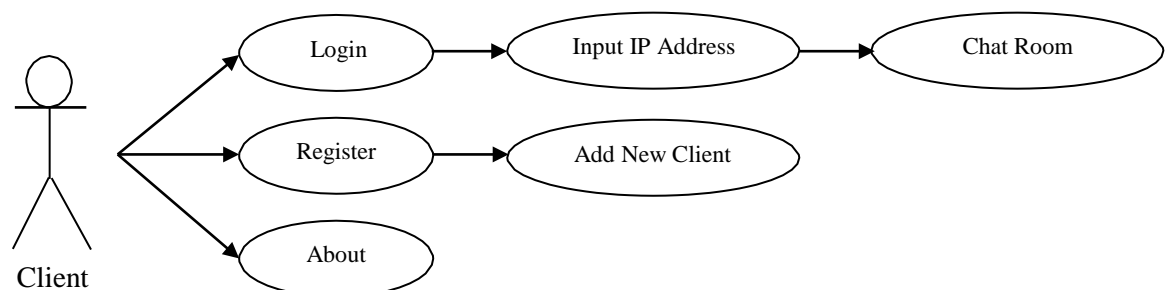 Login
Input IP Address
Chat Room
Register
Add New Client
About
Client